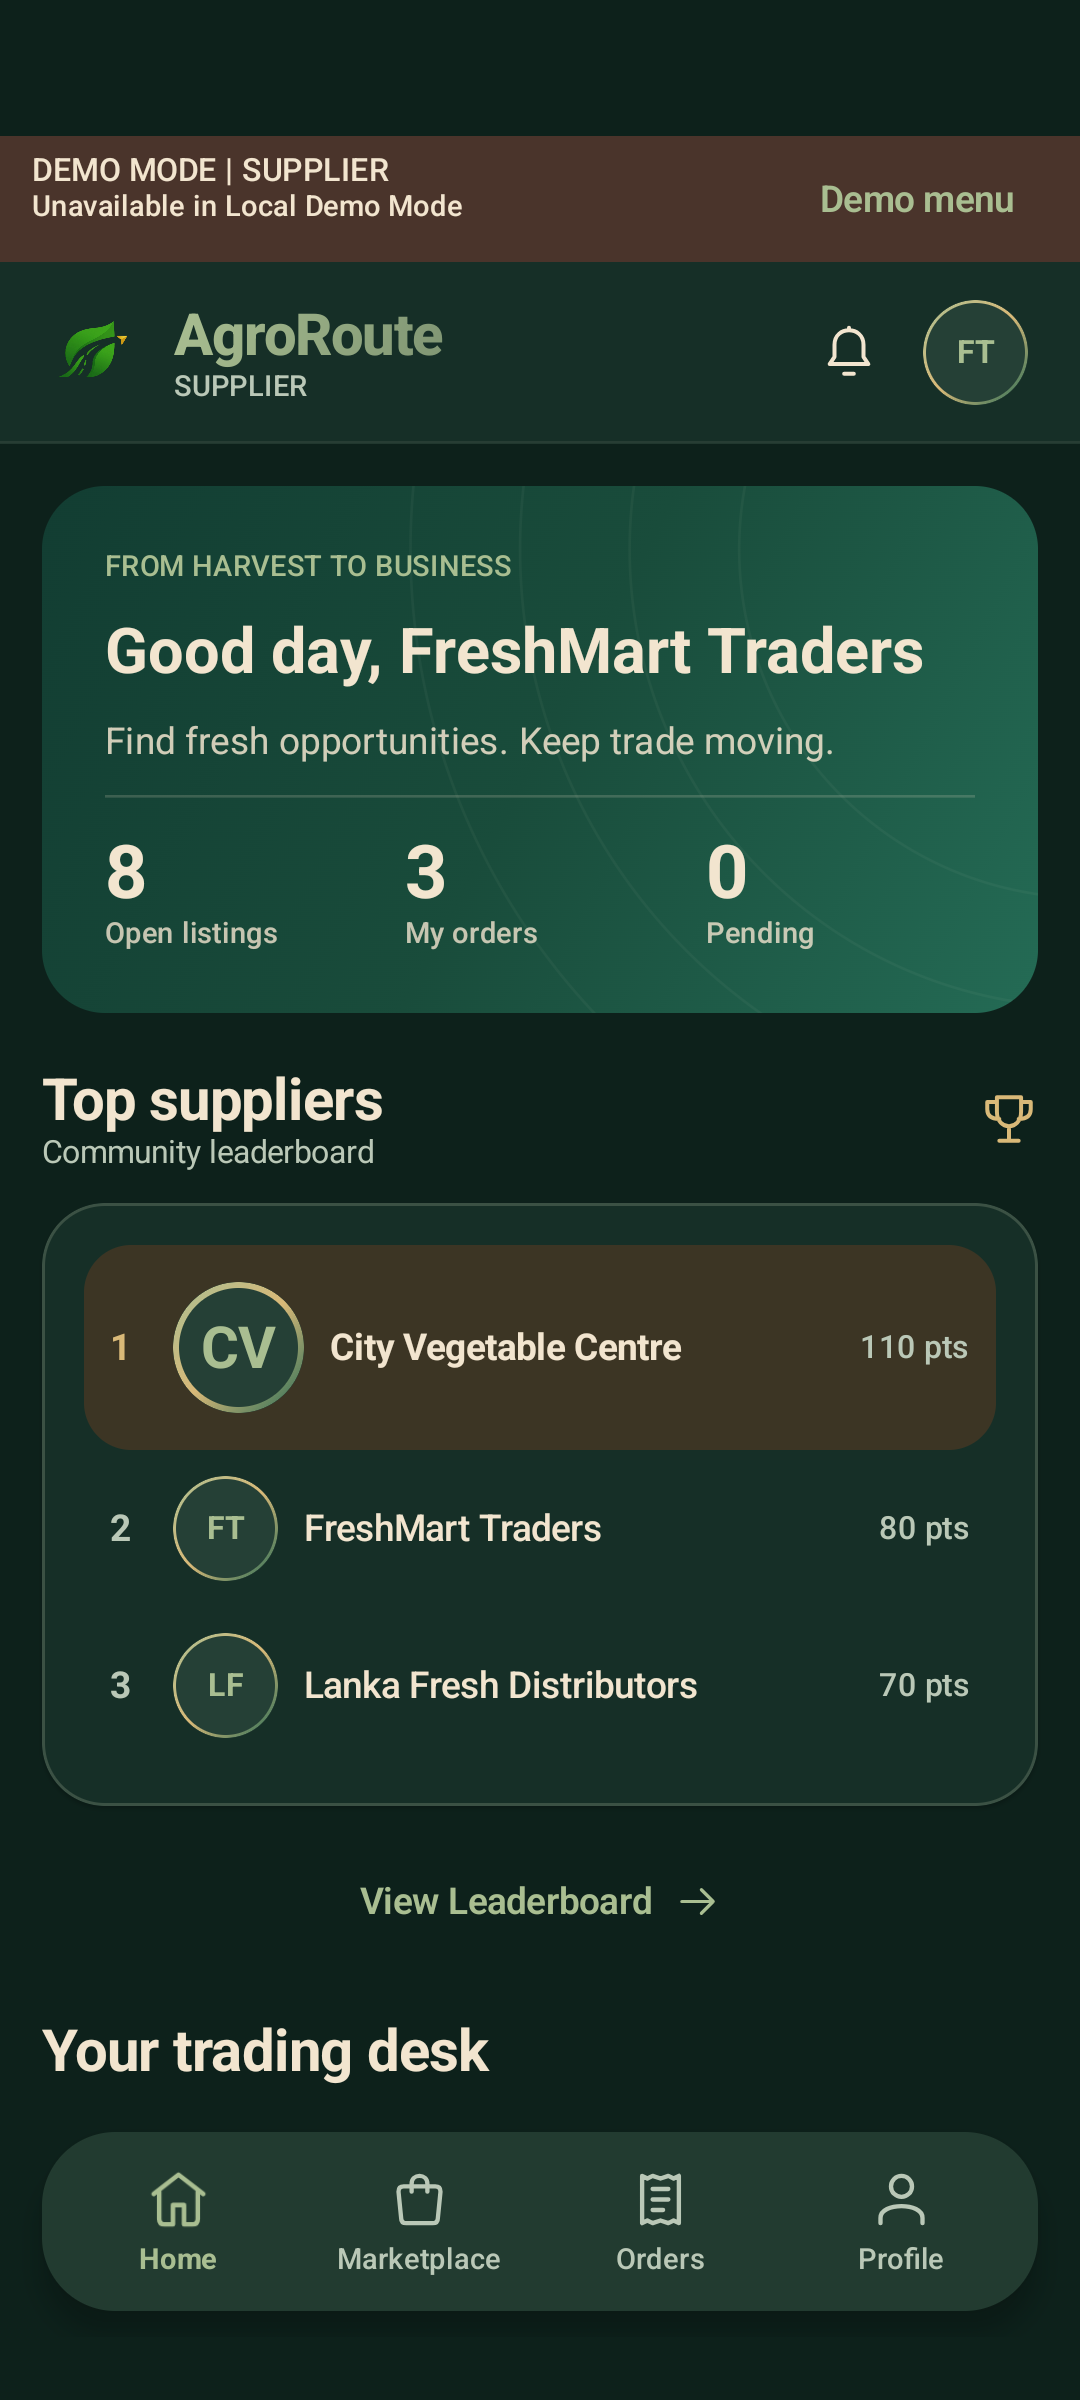 DEMO MODE | SUPPLIER
Unavailable in Local Demo Mode
Demo menu
AgroRoute
SUPPLIER
FT
FROM HARVEST TO BUSINESS
Good day, FreshMart Traders
Find fresh opportunities. Keep trade moving.
8 3 0
Open listings My orders Pending
Top suppliers
Community leaderboard
1 CV City Vegetable Centre 110 pts
2 FT FreshMart Traders 80 pts
3 LF Lanka Fresh Distributors 70 pts
View Leaderboard
Your trading desk
Home Marketplace Orders Profile